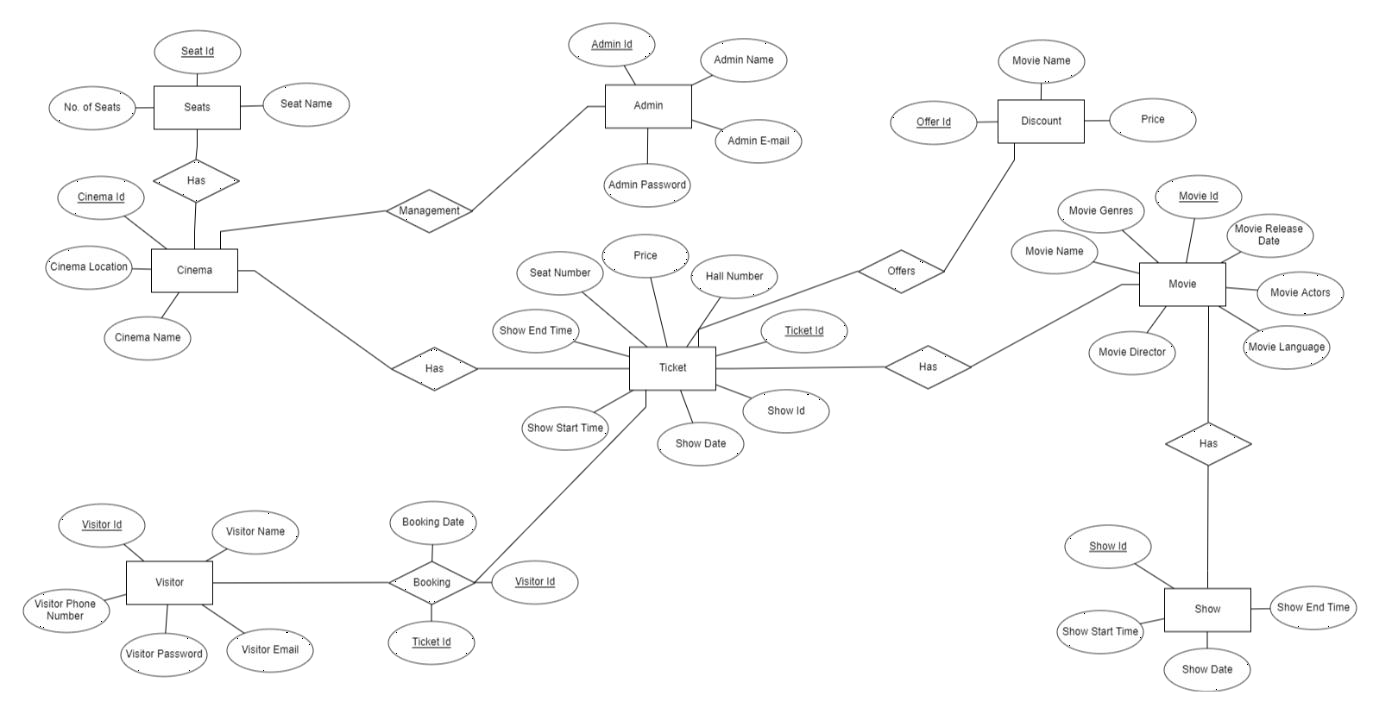 Seat Id
No. of Seats
Seats
Seat Name
Has
Admin Id
Admin Name
Admin
Admin E-mail
Admin Password
Movie Name
Offer Id
Discount
Price
Cinema Id
Cinema Location
Cinema
Cinema Name
Management
Offers
Movie Id
Movie Genres
Movie Release
Date
Movie Name
Movie
Movie Actors
Movie Director
Movie Language
Price
Seat Number
Hall Number
Show End Time
Ticket Id
Has
Ticket
Has
Show Start Time
Show Date
Show Id
Has
Visitor Id
Visitor Name
Visitor
Visitor Phone
Number
Visitor Password
Visitor Email
Booking Date
Booking
Visitor Id
Ticket Id
Show Id
Show
Show End Time
Show Start Time
Show Date